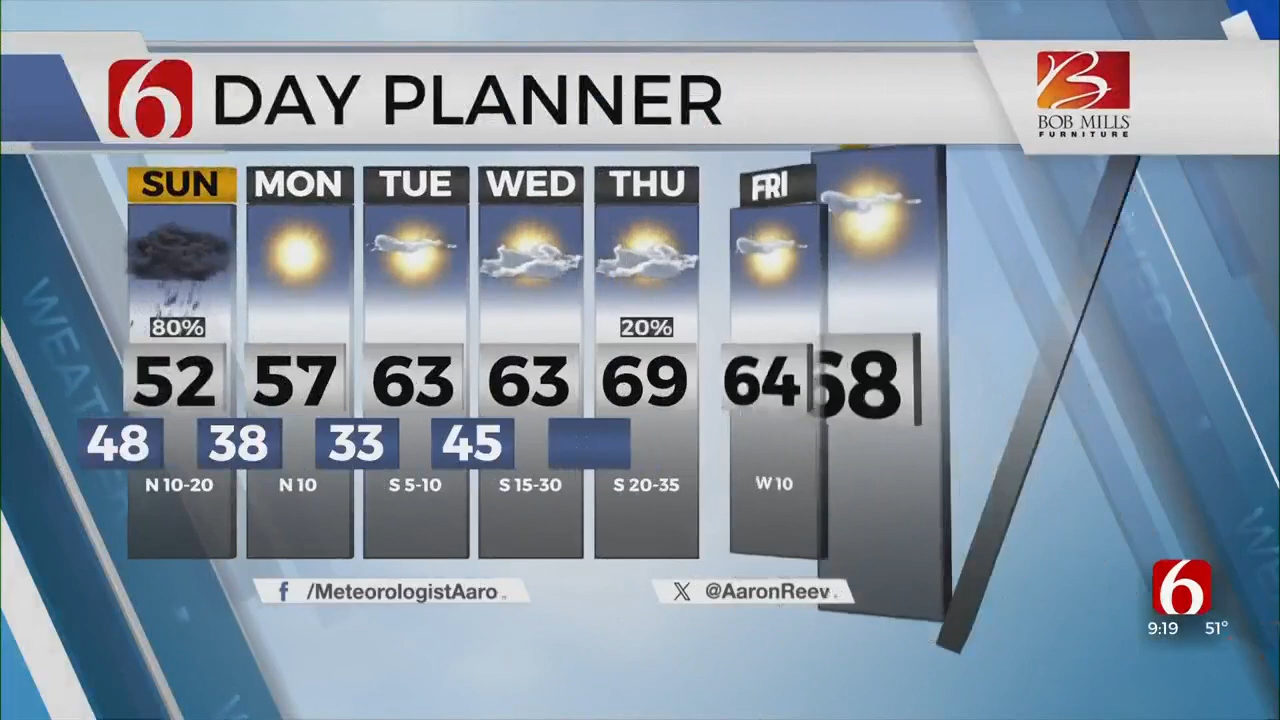 6 DAY PLANNER
BOB MILLS
FURNITURE
SUN MON TUE WED THU FRI
80% 20%
52 57 63 63 69 64 68
48 38 33 45
N 10-20 N 10 S 5-10 S 15-30 S 20-35 W 10
f /MeteorologistAaro
X @AaronReev
6
9:19 51°
WEATHE